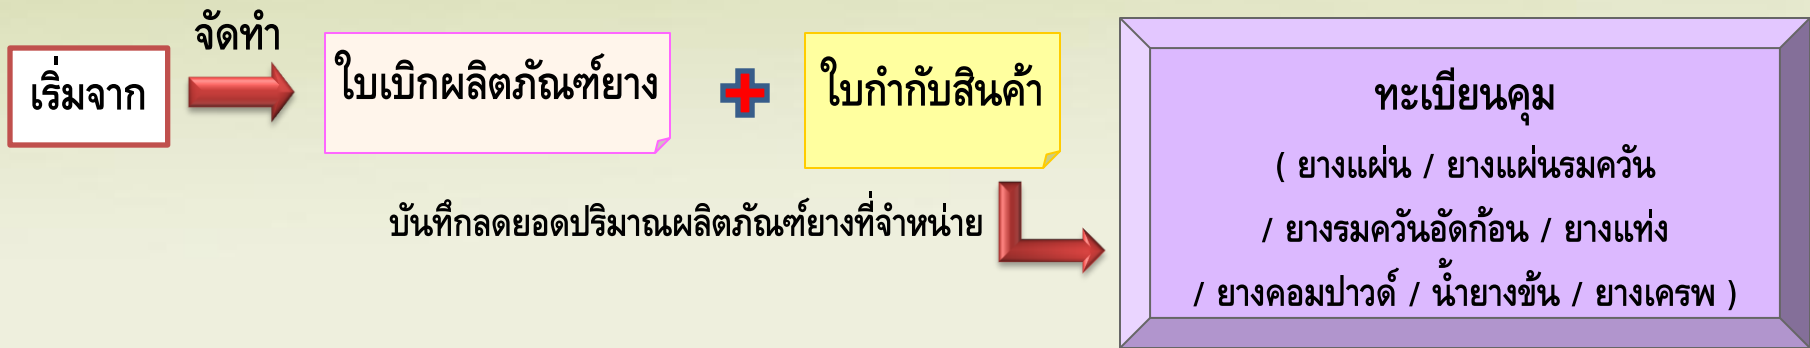 เริ่มจาก
จัดทำ
ใบเบิกผลิตภัณฑ์ยาง
ใบกำกับสินค้า
บันทึกลดยอดปริมาณผลิตภัณฑ์ยางที่จำหน่าย
ทะเบียนคุม
( ยางแผ่น / ยางแผ่นรมควัน
/ ยางรมควันอัดก้อน / ยางแท่ง
/ ยางคอมปาวด์ / น้ำยางข้น / ยางเครพ )